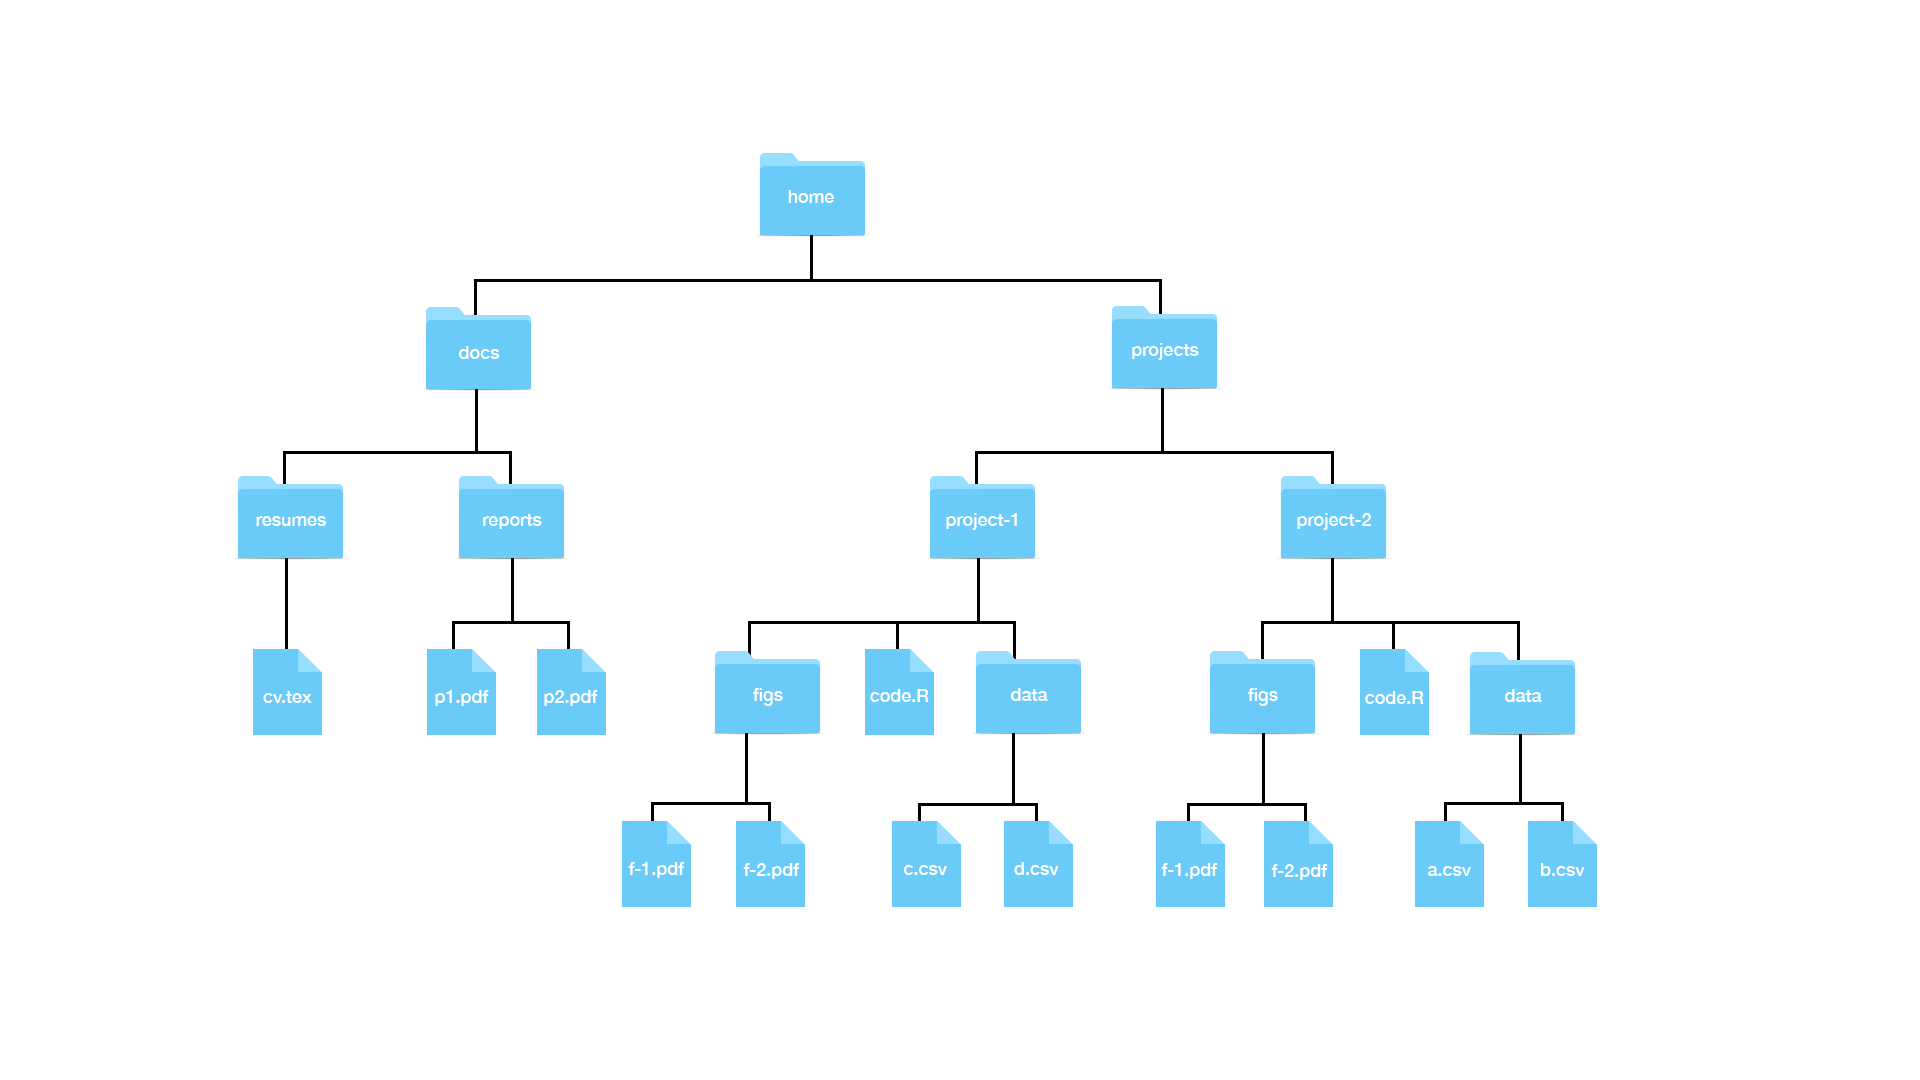 home
docs
projects
resumes
reports
project-1
project-2
cv.tex
p1.pdf
p2.pdf
figs
code.R
data
figs
code.R
data
f-1.pdf
f-2.pdf
c.csv
d.csv
f-1.pdf
f-2.pdf
a.csv
b.csv